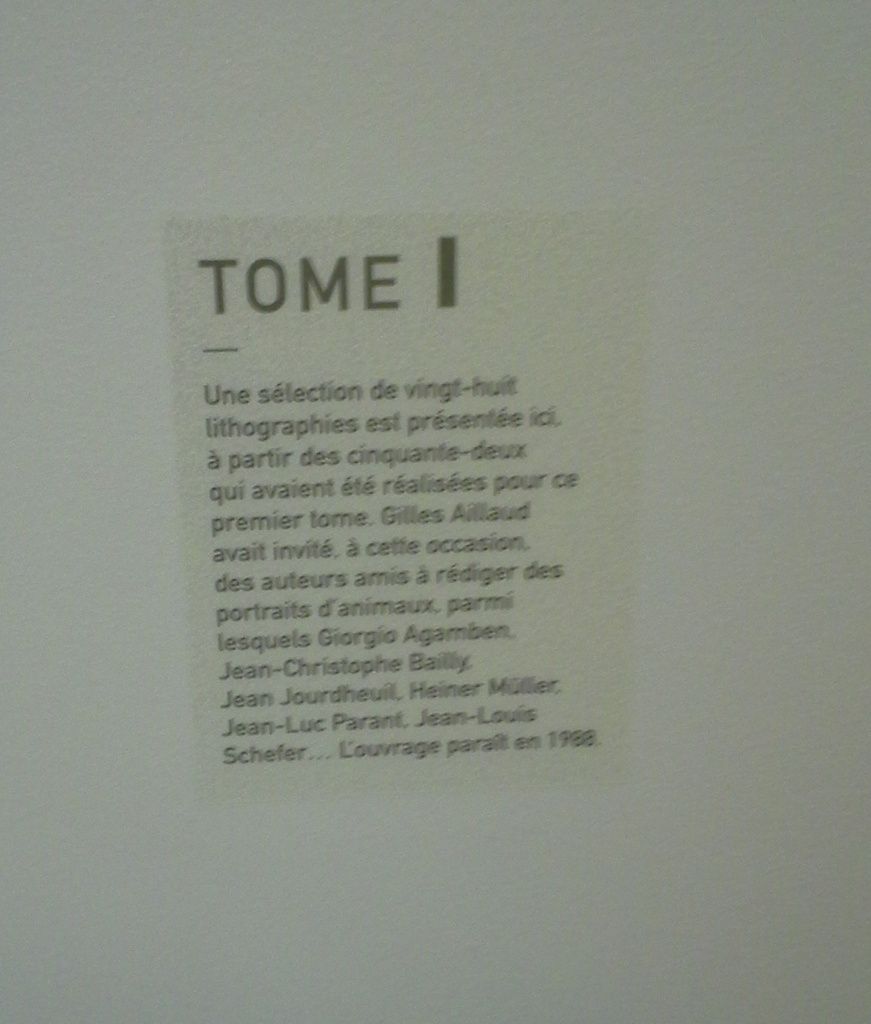 TOME I
Une sélection de vingt-huit
lithographies est présentée ici,
à partir des cinquante-deux
qui avaient été réalisées pour ce
premier tome. Gilles Aillaud
avait invité, à cette occasion,
des auteurs amis à rédiger des
portraits d'animaux, parmi
lesquels Giorgio Agamben,
Jean-Christophe Bailly,
Jean Jourdheuil, Heiner Müller,
Jean-Luc Parant, Jean-Louis
Schefer... L'ouvrage paraît en 1988.